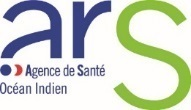 ars
Agence de Santé
Océan Indien